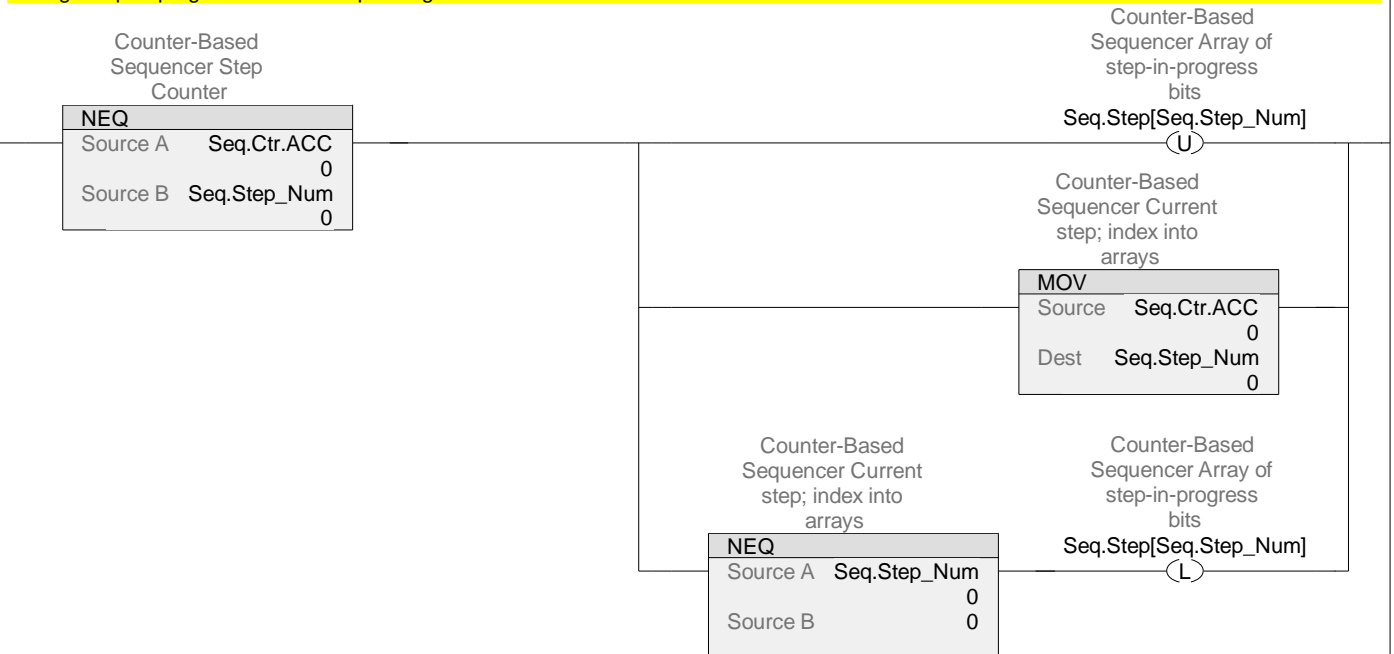 Counter-Based
Sequencer Step
Counter
NEQ
Source A Seq.Ctr.ACC
0
Source B Seq.Step_Num
0
Counter-Based
Sequencer Array of
step-in-progress
bits
Seq.Step[Seq.Step_Num]
U
Counter-Based
Sequencer Current
step; index into
arrays
MOV
Source Seq.Ctr.ACC
0
Dest Seq.Step_Num
0
Counter-Based
Sequencer Current
step; index into
arrays
NEQ
Source A Seq.Step_Num
0
Source B 0
Counter-Based
Sequencer Array of
step-in-progress
bits
Seq.Step[Seq.Step_Num]
L